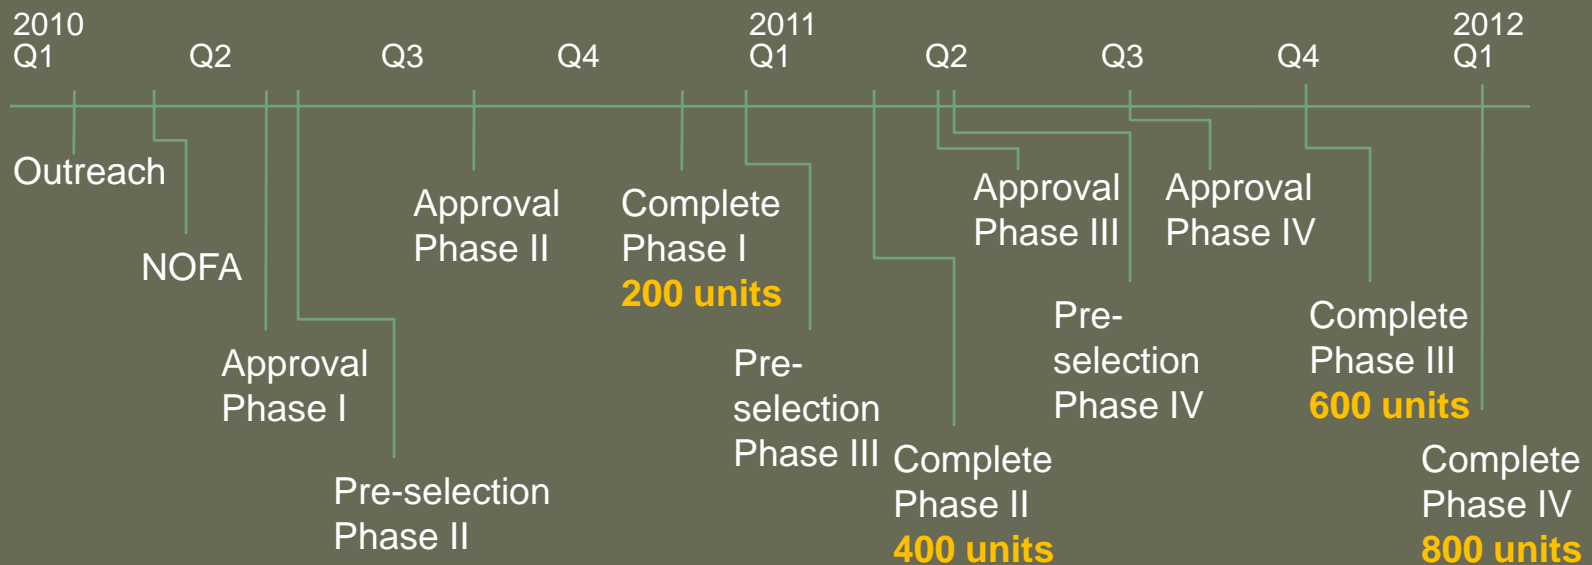 2010
Q1
Q2
Q3
Q4
2011
Q1
Q2
Q3
Q4
2012
Q1
Outreach
NOFA
Approval
Phase I
Pre-selection
Phase II
Approval
Phase II
Complete
Phase I
200 units
Pre-
selection
Phase III
Complete
Phase II
400 units
Approval
Phase III
Pre-
selection
Phase IV
Approval
Phase IV
Complete
Phase III
600 units
Complete
Phase IV
800 units